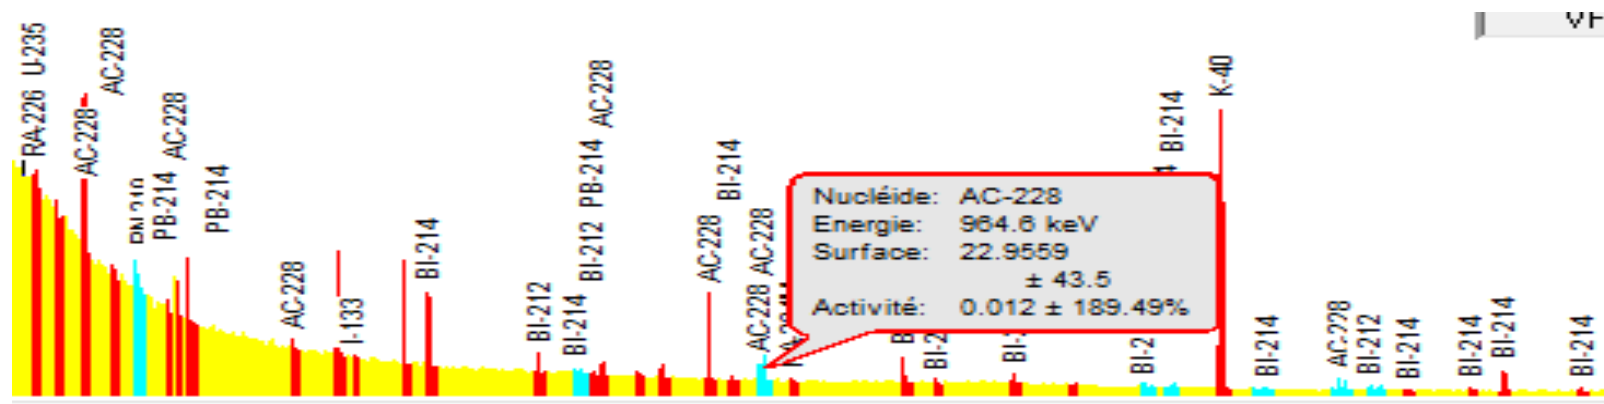 VF
RA-226 U-235
AC-228
AC-228
PB-214
AC-228
PB-214
AC-228
I-133
BI-214
BI-212
BI-214
BI-212 PB-214 AC-228
AC-228
BI-214
AC-228 AC-228
BI-214
K-40
BI-214
AC-228
BI-212
BI-214
BI-214
BI-214
BI-214
Nucléide: AC-228
Energie: 964.6 keV
Surface: 22.9559
± 43.5
Activité: 0.012 ± 189.49%